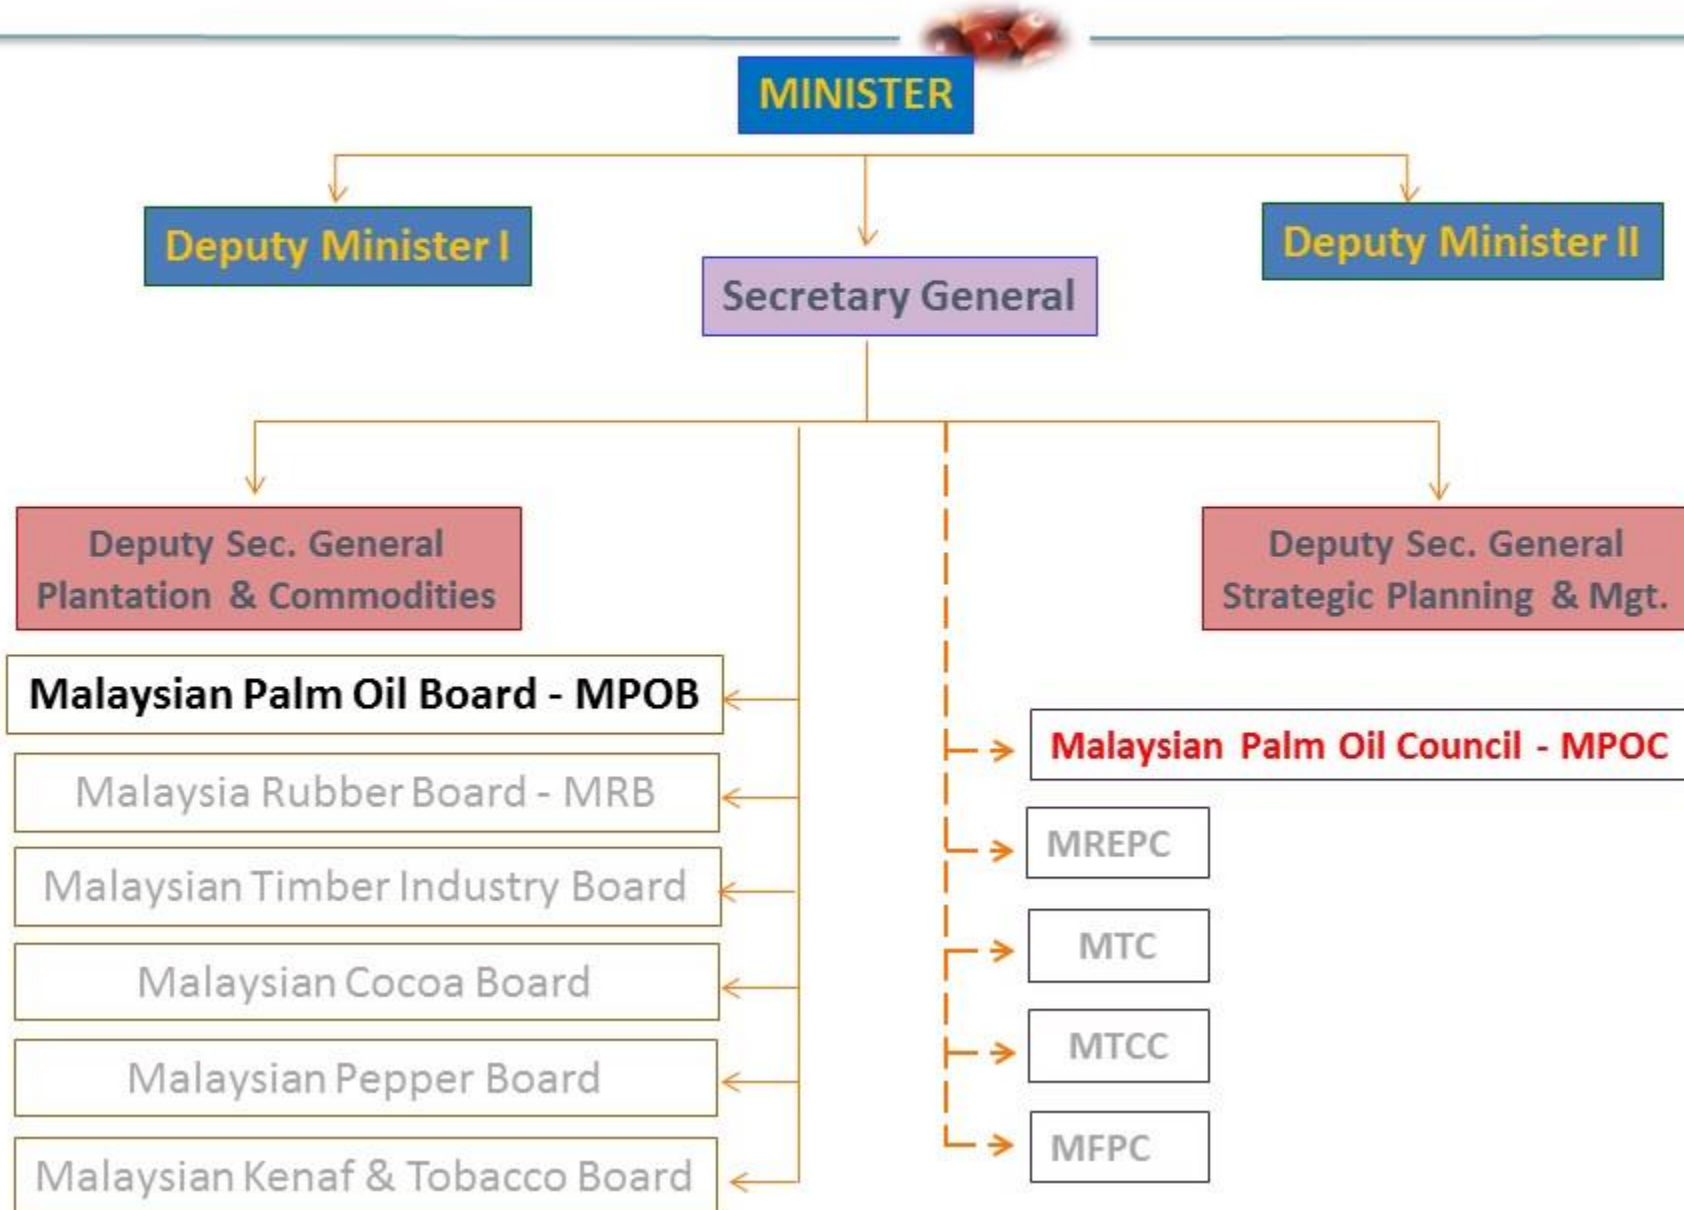 MINISTER
Deputy Minister I
Deputy Minister II
Secretary General
Deputy Sec. General
Plantation & Commodities
Deputy Sec. General
Strategic Planning & Mgt.
Malaysian Palm Oil Board - MPOB
Malaysia Rubber Board - MRB
Malaysian Timber Industry Board
Malaysian Cocoa Board
Malaysian Pepper Board
Malaysian Kenaf & Tobacco Board
Malaysian Palm Oil Council - MPOC
MREPC
MTC
MTCC
MFPC